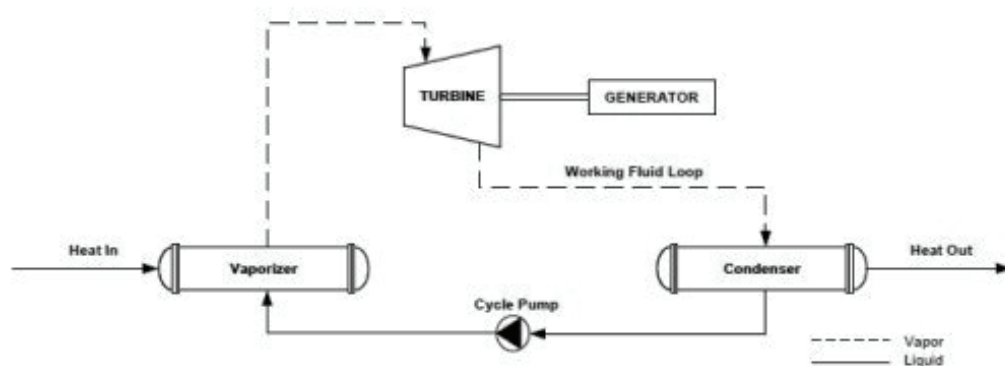 TURBINE
GENERATOR
Working Fluid Loop
Heat In
Vaporizer
Condenser
Heat Out
Cycle Pump
Vapor
Liquid